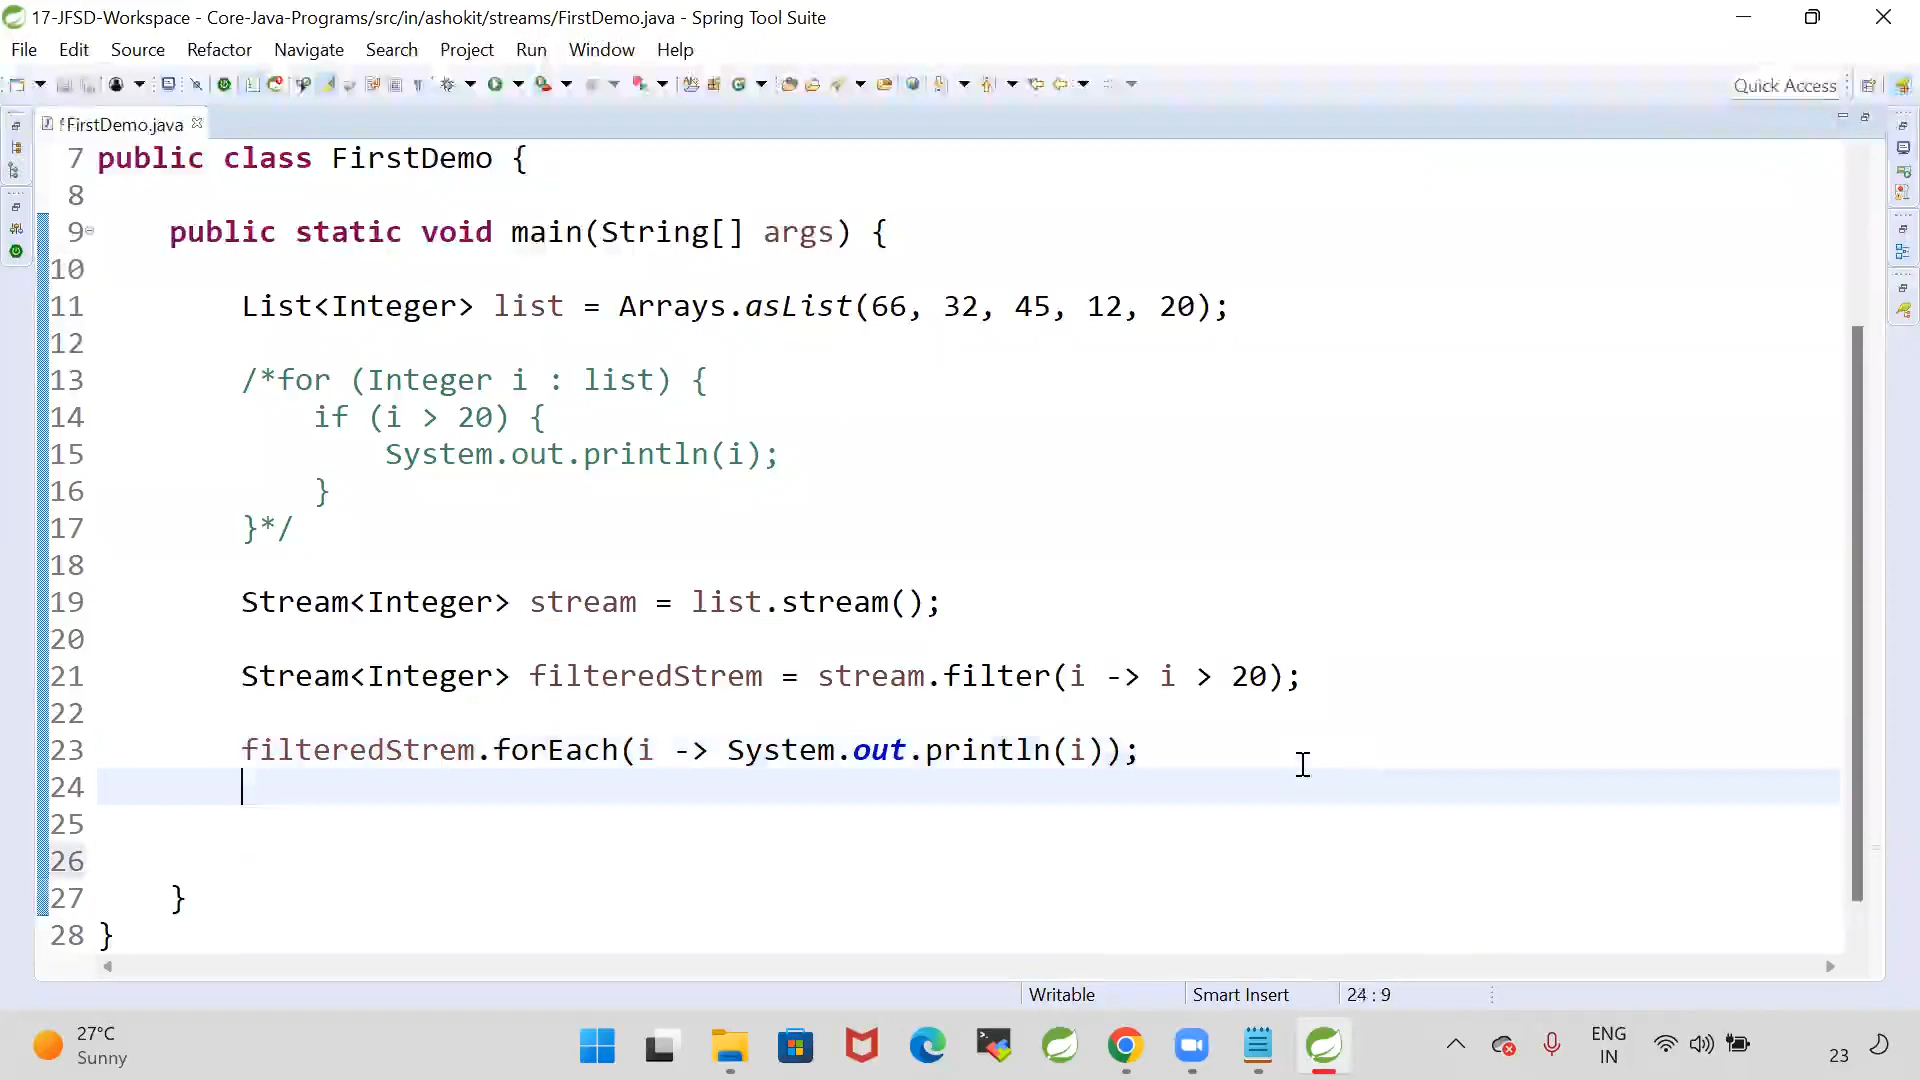 17-JFSD-Workspace - Core-Java-Programs/src/in/ashokit/streams/FirstDemo.java - Spring Tool Suite
File Edit Source Refactor Navigate Search Project Run Window Help
Quick Access
*FirstDemo.java
7 public class FirstDemo {
8
9 public static void main(String[] args) {
10
11 List<Integer> list = Arrays.asList(66, 32, 45, 12, 20);
12
13 /*for (Integer i : list) {
14 if (i > 20) {
15 System.out.println(i);
16 }
17 }*/
18
19 Stream<Integer> stream = list.stream();
20
21 Stream<Integer> filteredStrem = stream.filter(i -> i > 20);
22
23 filteredStrem.forEach(i -> System.out.println(i));
24
25
26
27 }
28 }
Writable Smart Insert 24 : 9
27°C
Sunny
ENG
IN
23